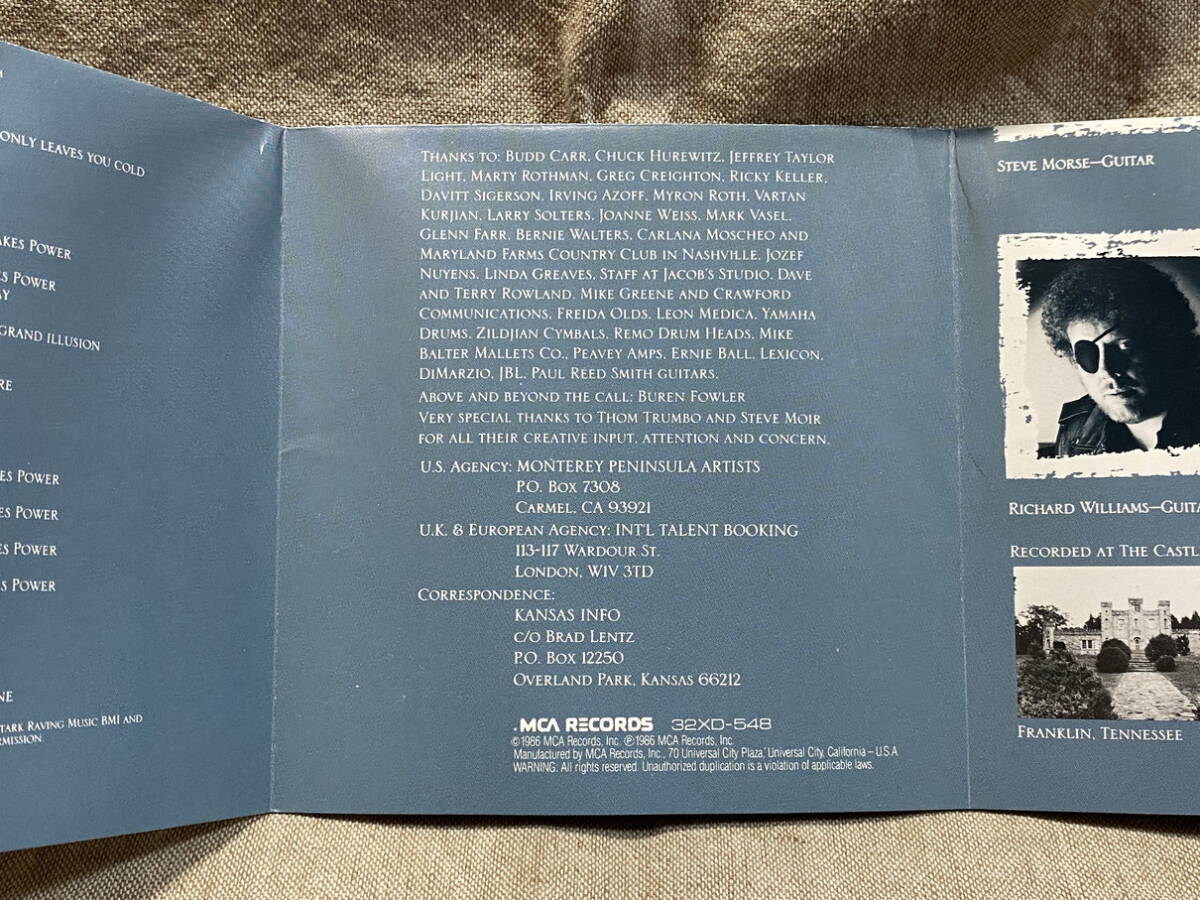 ONLY LEAVES YOU COLD
POWER
POWER
GRAND ILLUSION
POWER
POWER
POWER
POWER
RAVING MUSIC BMI AND
THANKS TO: BUDD CARR, CHUCK HUREWITZ, JEFFREY TAYLOR
LIGHT, MARTY ROTHMAN, GREG CREIGHTON, RICKY KELLER,
DAVITT SIGERSON, IRVING AZOFF, MYRON ROTH, VARTAN
KURJIAN, LARRY SOLTERS, JOANNE WEISS, MARK VASEL,
GLENN FARR, BERNIE WALTERS, CARLANA MOSCHEO AND
MARYLAND FARMS COUNTRY CLUB IN NASHVILLE, JOZEF
NUYENS, LINDA GREAVES, STAFF AT JACOB'S STUDIO, DAVE
AND TERRY ROWLAND, MIKE GREENE AND CRAWFORD
COMMUNICATIONS, FREIDA OLDS, LEON MEDICA, YAMAHA
DRUMS, ZILDJIAN CYMBALS, REMO DRUM HEADS, MIKE
BALTER MALLETS CO., PEAVEY AMPS, ERNIE BALL, LEXICON,
DIMARZIO, JBL, PAUL REED SMITH GUITARS.
ABOVE AND BEYOND THE CALL: BUREN FOWLER
VERY SPECIAL THANKS TO THOM TRUMBO AND STEVE MOIR
FOR ALL THEIR CREATIVE INPUT, ATTENTION AND CONCERN.
U.S. AGENCY: MONTEREY PENINSULA ARTISTS
P.O. BOX 7308
CARMEL, CA 93921
U.K. & EUROPEAN AGENCY: INT'L TALENT BOOKING
113-117 WARDOUR ST.
LONDON, W1V 3TD
CORRESPONDENCE:
KANSAS INFO
C/O BRAD LENTZ
P.O. BOX 12250
OVERLAND PARK, KANSAS 66212
MCA RECORDS 32XD-548
©1986 MCA Records, Inc. ℗1986 MCA Records, Inc.
Manufactured by MCA Records, Inc., 70 Universal City Plaza, Universal City, California – U.S.A.
WARNING: All rights reserved. Unauthorized duplication is a violation of applicable laws.
STEVE MORSE—GUITAR
RICHARD WILLIAMS—GUITA
RECORDED AT THE CASTL
FRANKLIN, TENNESSEE